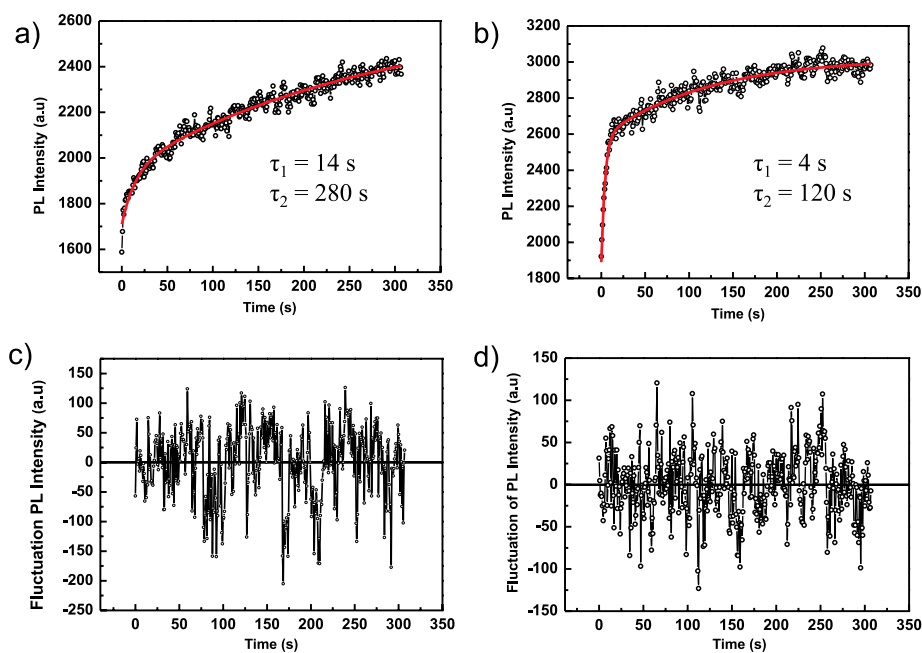 a)
PL Intensity (a.u)
2600
2400
2200
2000
1800
1600
τ1 = 14 s
τ2 = 280 s
0 50 100 150 200 250 300 350
Time (s)
b)
PL Intensity (a.u)
3200
3000
2800
2600
2400
2200
2000
1800
τ1 = 4 s
τ2 = 120 s
0 50 100 150 200 250 300 350
Time (s)
c)
Fluctuation PL Intensity (a.u)
150
100
50
0
-50
-100
-150
-200
-250
0 50 100 150 200 250 300 350
Time (s)
d)
Fluctuation of PL Intensity (a.u)
150
100
50
0
-50
-100
-150
0 50 100 150 200 250 300 350
Time (s)